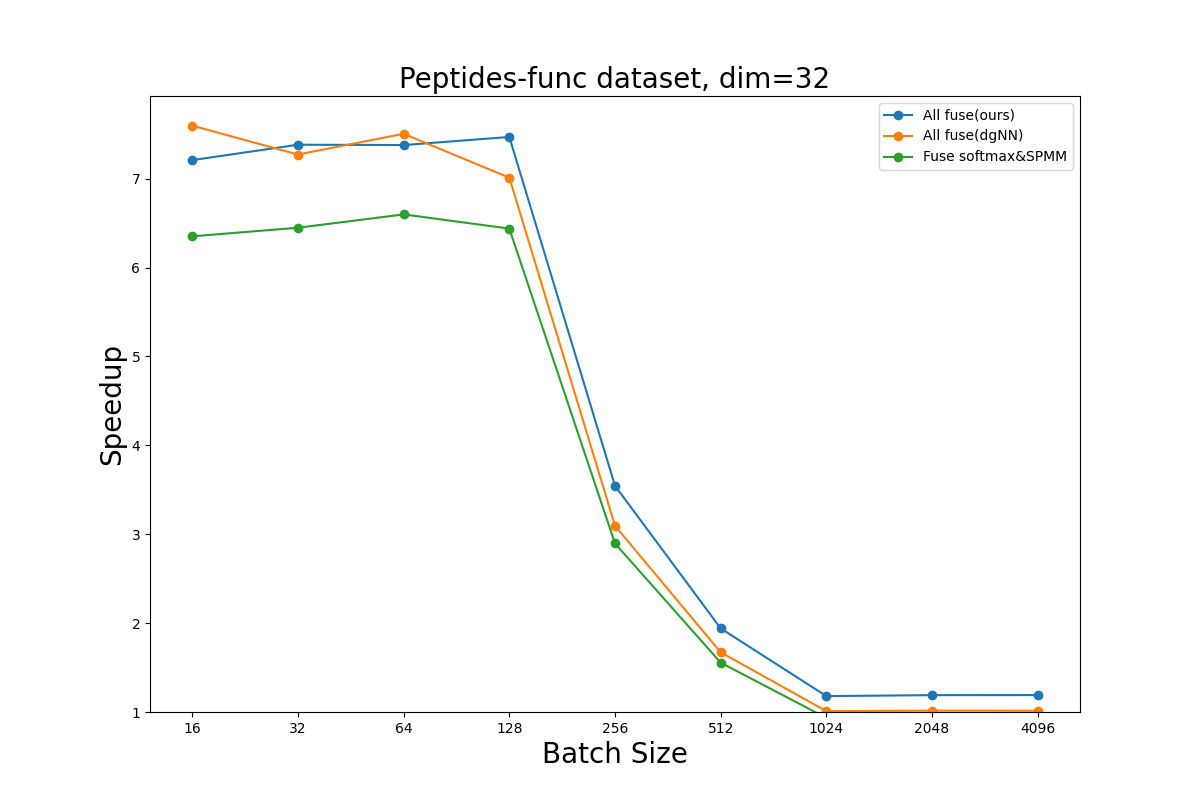 Peptides-func dataset, dim=32
All fuse(ours)
All fuse(dgNN)
Fuse softmax&SPMM
7
6
5
4
3
2
1
Speedup
16 32 64 128 256 512 1024 2048 4096
Batch Size